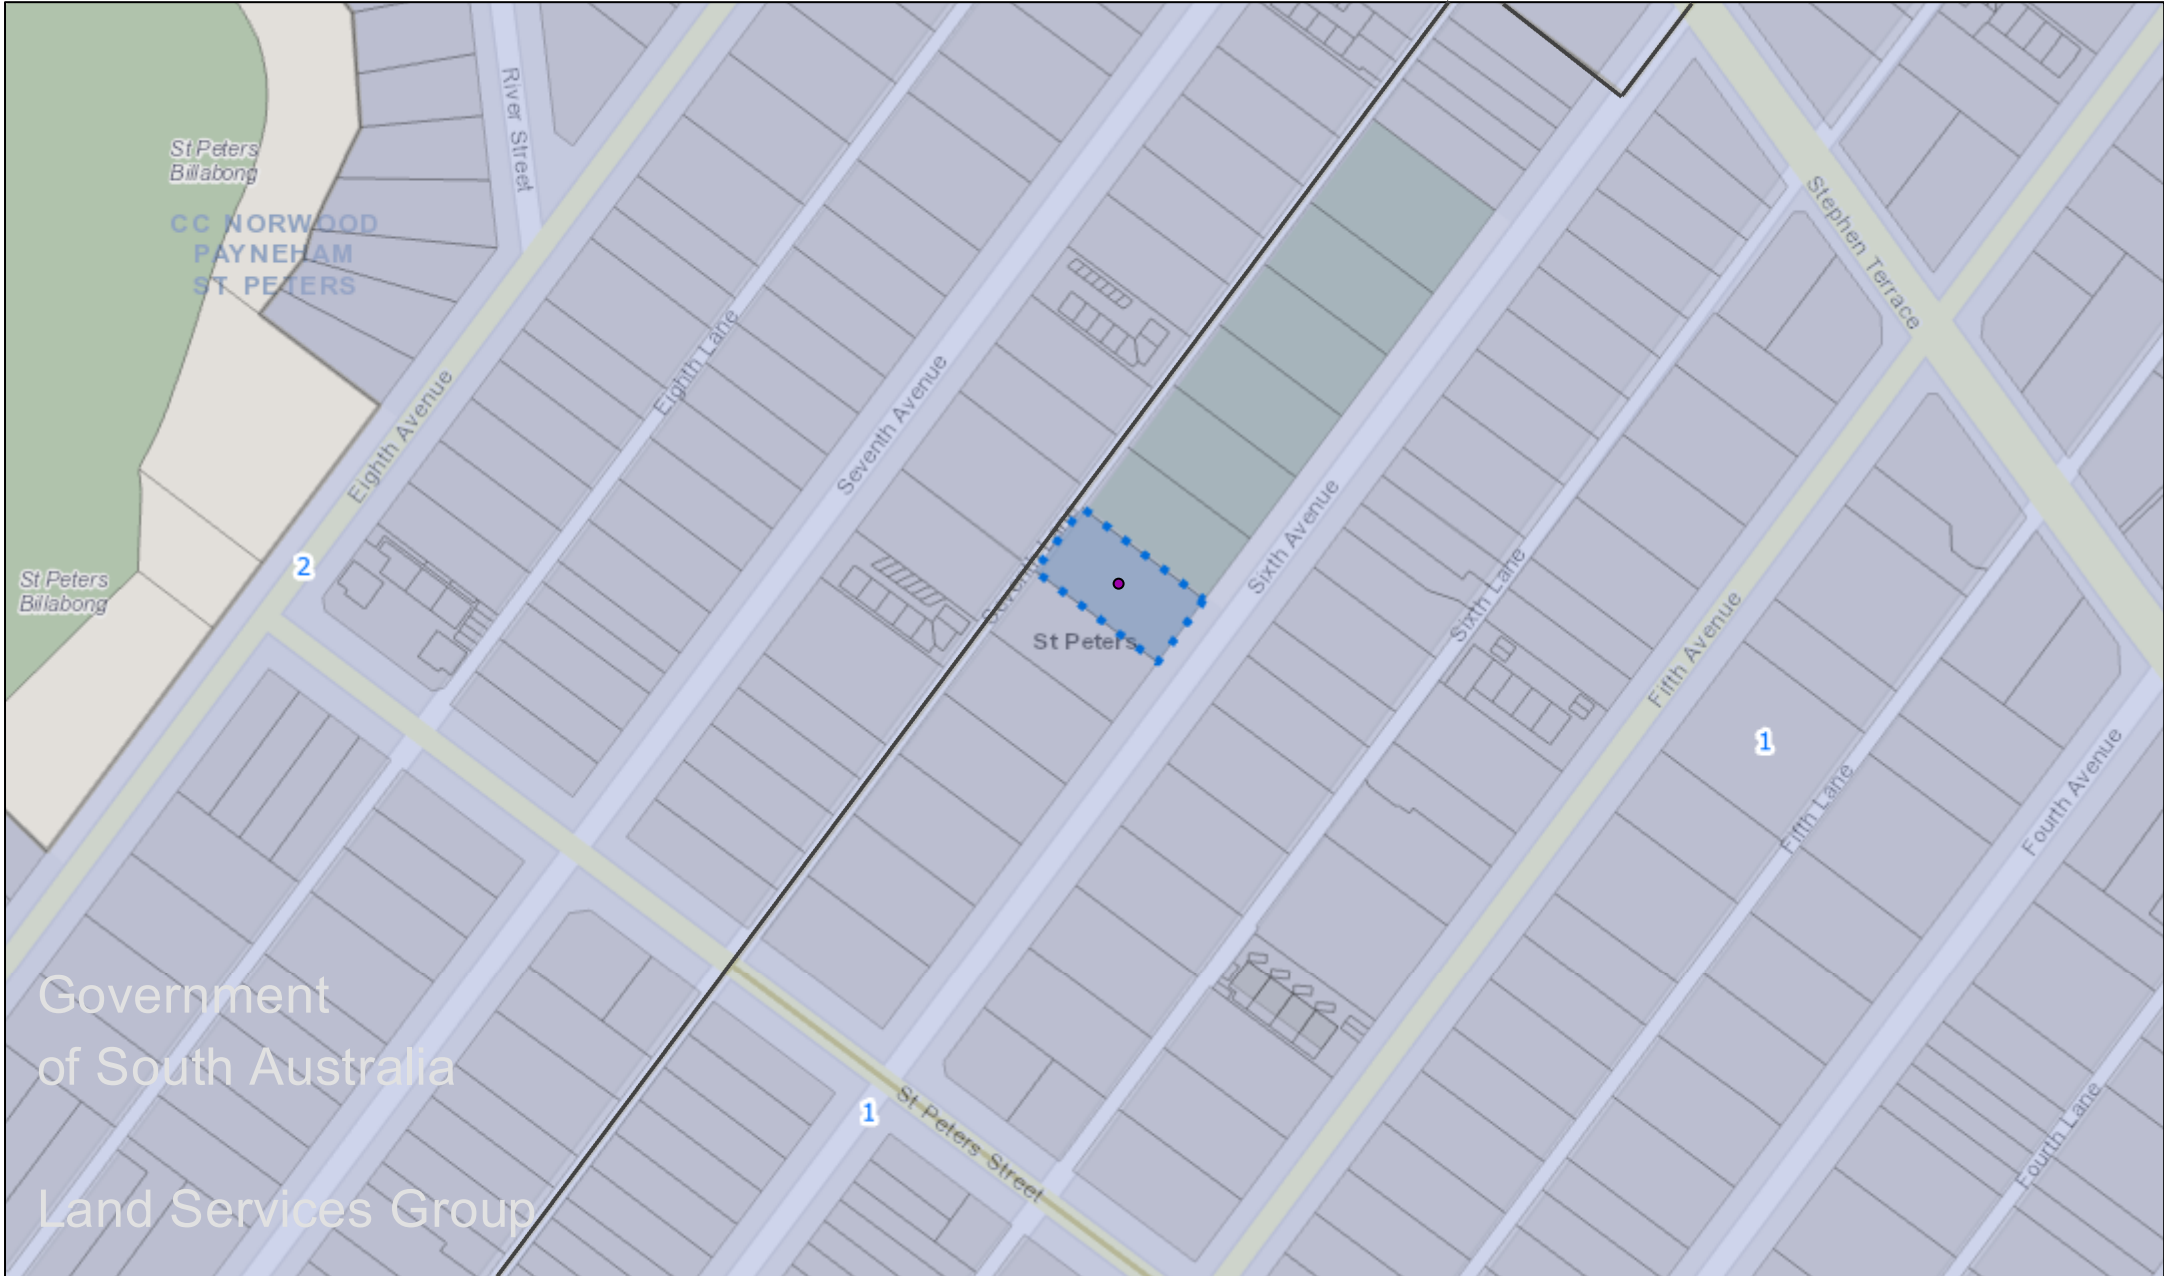 River Street
St Peters
Billabong
CC NORWOOD
PAYNEHAM
ST PETERS
Stephen Terrace
Eighth Lane
Eighth Avenue
Seventh Avenue
Sixth Avenue
2
St Peters
Billabong
St Peters
Sixth Lane
Fifth Avenue
1
Fifth Lane
Fourth Avenue
Government
of South Australia
Land Services Group
1
St Peters Street
Fourth Lane